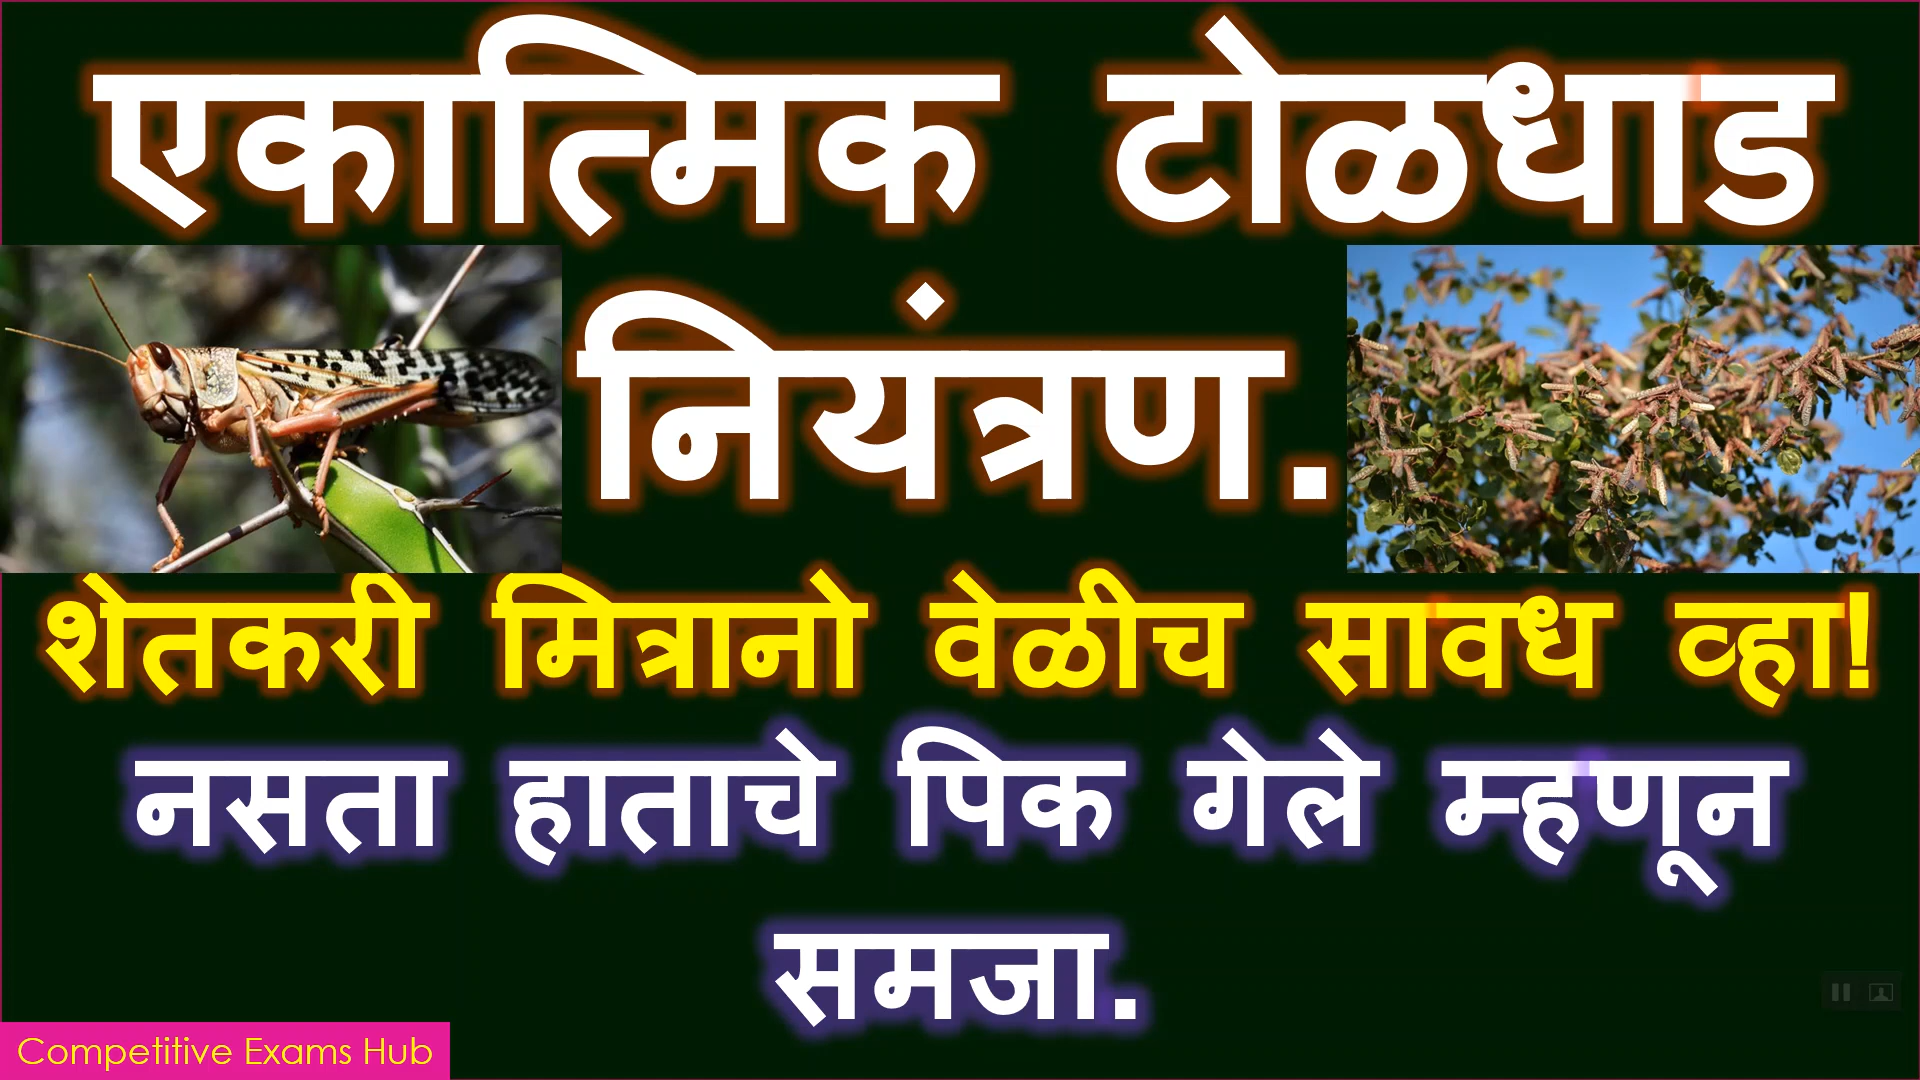 एकात्मिक टोळधाड
नियंत्रण.
शेतकरी मित्रानो वेळीच सावध व्हा!
नसता हाताचे पिक गेले म्हणून
समजा.
Competitive Exams Hub